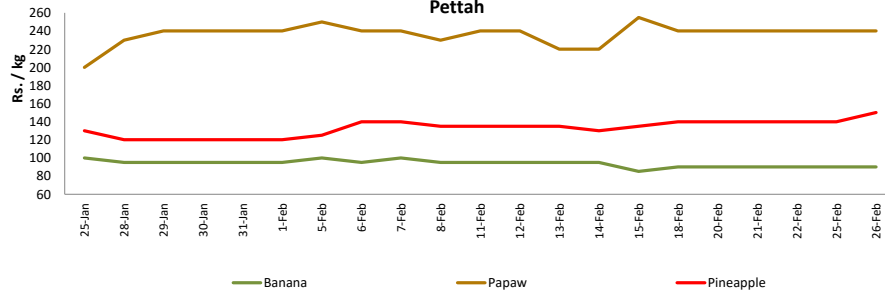 Pettah
Rs. / kg
260
240
220
200
180
160
140
120
100
80
60
25-Jan
28-Jan
29-Jan
30-Jan
31-Jan
1-Feb
5-Feb
6-Feb
7-Feb
8-Feb
11-Feb
12-Feb
13-Feb
14-Feb
15-Feb
18-Feb
20-Feb
21-Feb
22-Feb
25-Feb
26-Feb
Banana Papaw Pineapple